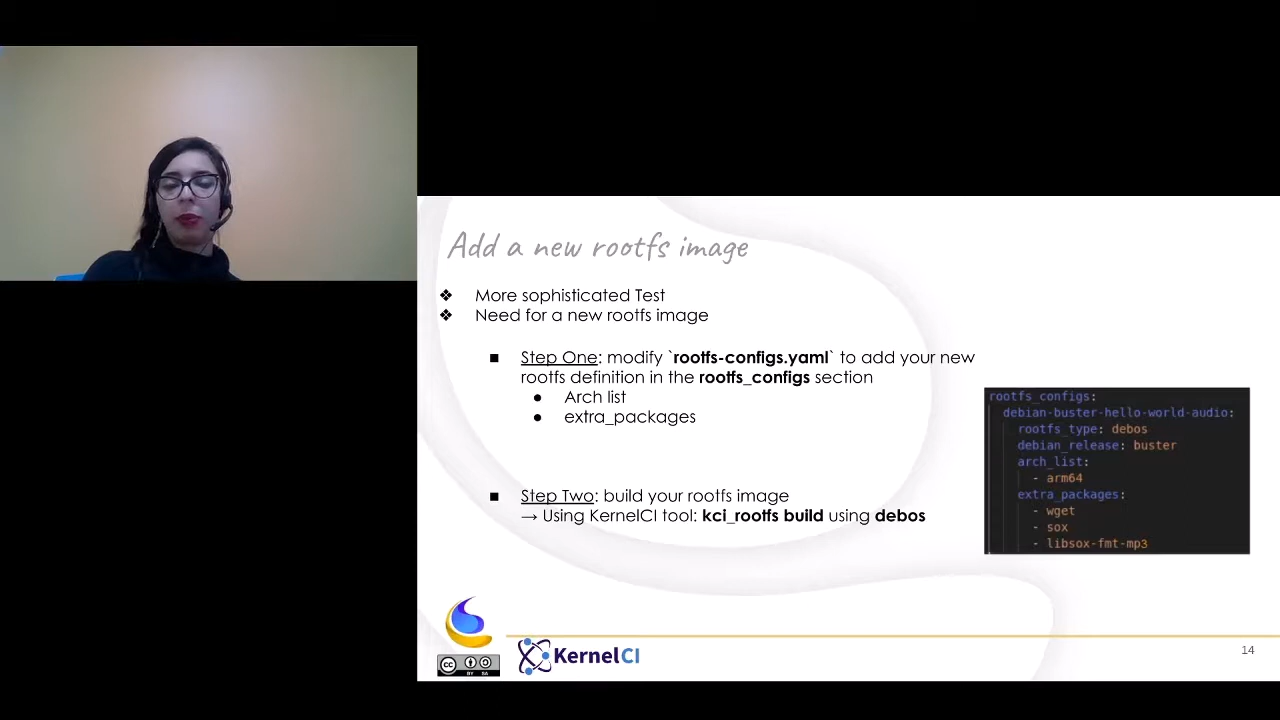 Add a new rootfs image
❖ More sophisticated Test
❖ Need for a new rootfs image
■ Step One: modify `rootfs-configs.yaml` to add your new
rootfs definition in the rootfs_configs section
● Arch list
● extra_packages
■ Step Two: build your rootfs image
→ Using KernelCI tool: kci_rootfs build using debos
rootfs_configs:
debian-buster-hello-world-audio:
rootfs_type: debos
debian_release: buster
arch_list:
- arm64
extra_packages:
- wget
- sox
- libsox-fmt-mp3
cc
BY SA
KernelCI
14